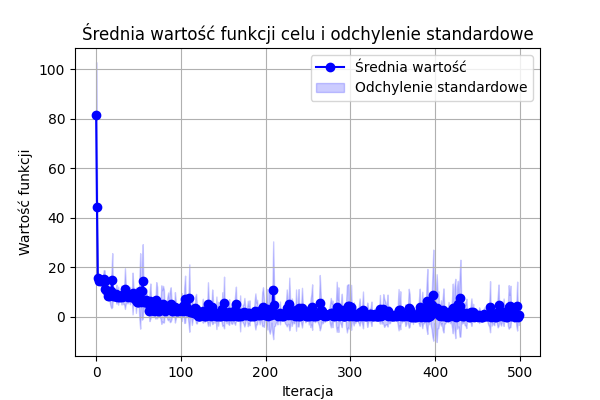 Średnia wartość funkcji celu i odchylenie standardowe
Średnia wartość
Odchylenie standardowe
Wartość funkcji
100
80
60
40
20
0
0 100 200 300 400 500
Iteracja